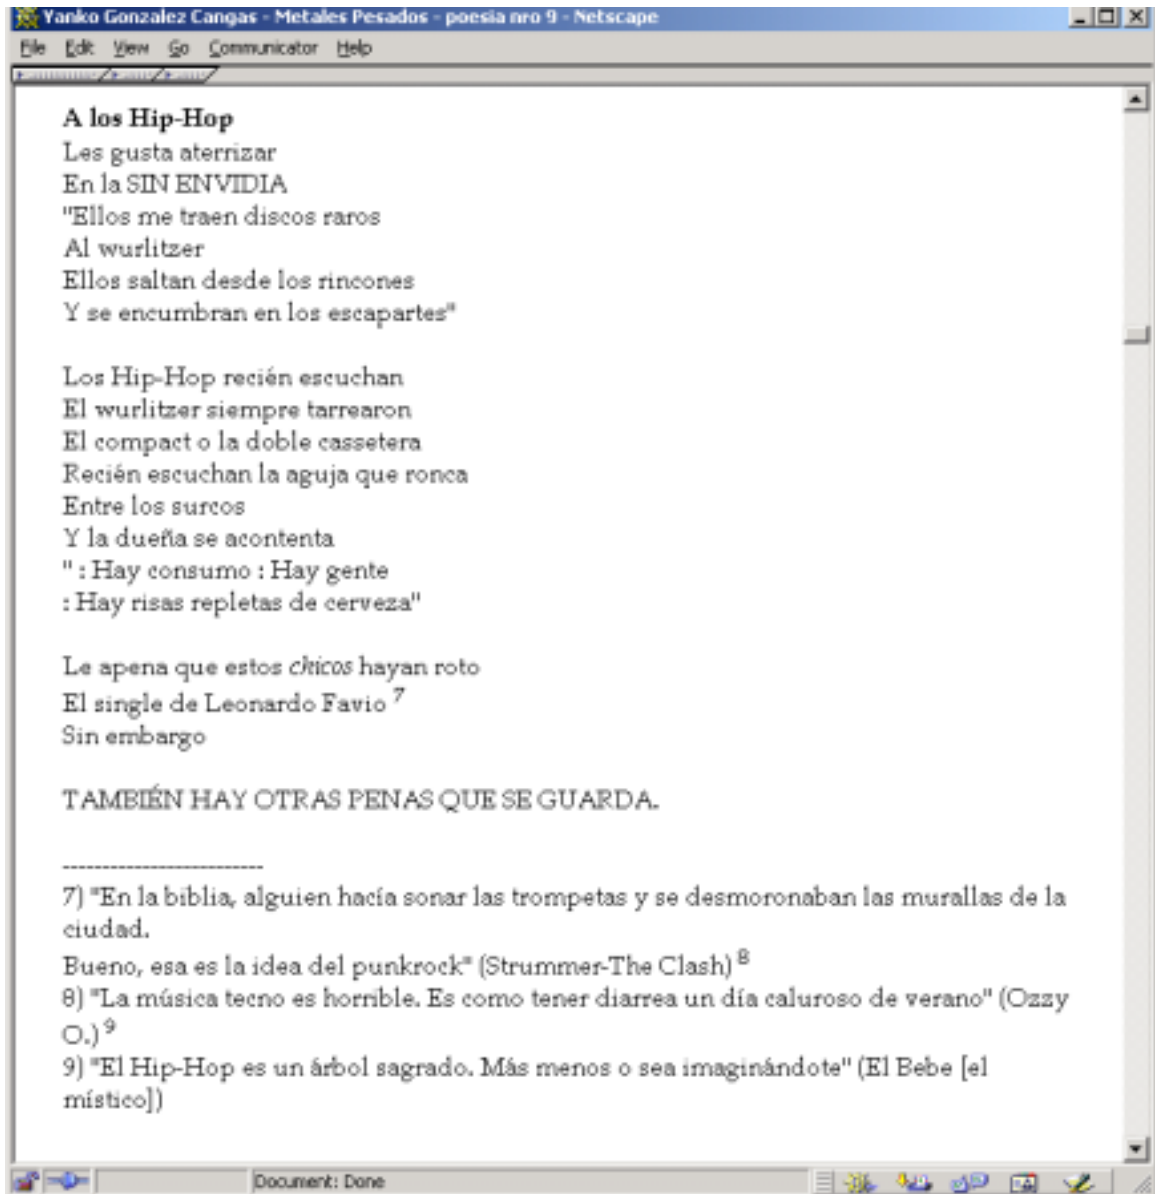 Yanko Gonzalez Cangas - Metales Pesados - poesia nro 9 - Netscape
File Edit View Go Communicator Help
A los Hip-Hop
Les gusta aterrizar
En la SIN ENVIDIA
"Ellos me traen discos raros
Al wurlitzer
Ellos saltan desde los rincones
Y se encumbran en los escapartes"
Los Hip-Hop recién escuchan
El wurlitzer siempre tarrearon
El compact o la doble cassetera
Recién escuchan la aguja que ronca
Entre los surcos
Y la dueña se acontenta
" : Hay consumo : Hay gente
: Hay risas repletas de cerveza"
Le apena que estos chicos hayan roto
El single de Leonardo Favio 7
Sin embargo
TAMBIÉN HAY OTRAS PENAS QUE SE GUARDA.
-------------------------
7) "En la biblia, alguien hacía sonar las trompetas y se desmoronaban las murallas de la
ciudad.
Bueno, esa es la idea del punkrock" (Strummer-The Clash) 8
8) "La música tecno es horrible. Es como tener diarrea un día caluroso de verano" (Ozzy
O.) 9
9) "El Hip-Hop es un árbol sagrado. Más menos o sea imaginándote" (El Bebe [el
místico])
Document: Done